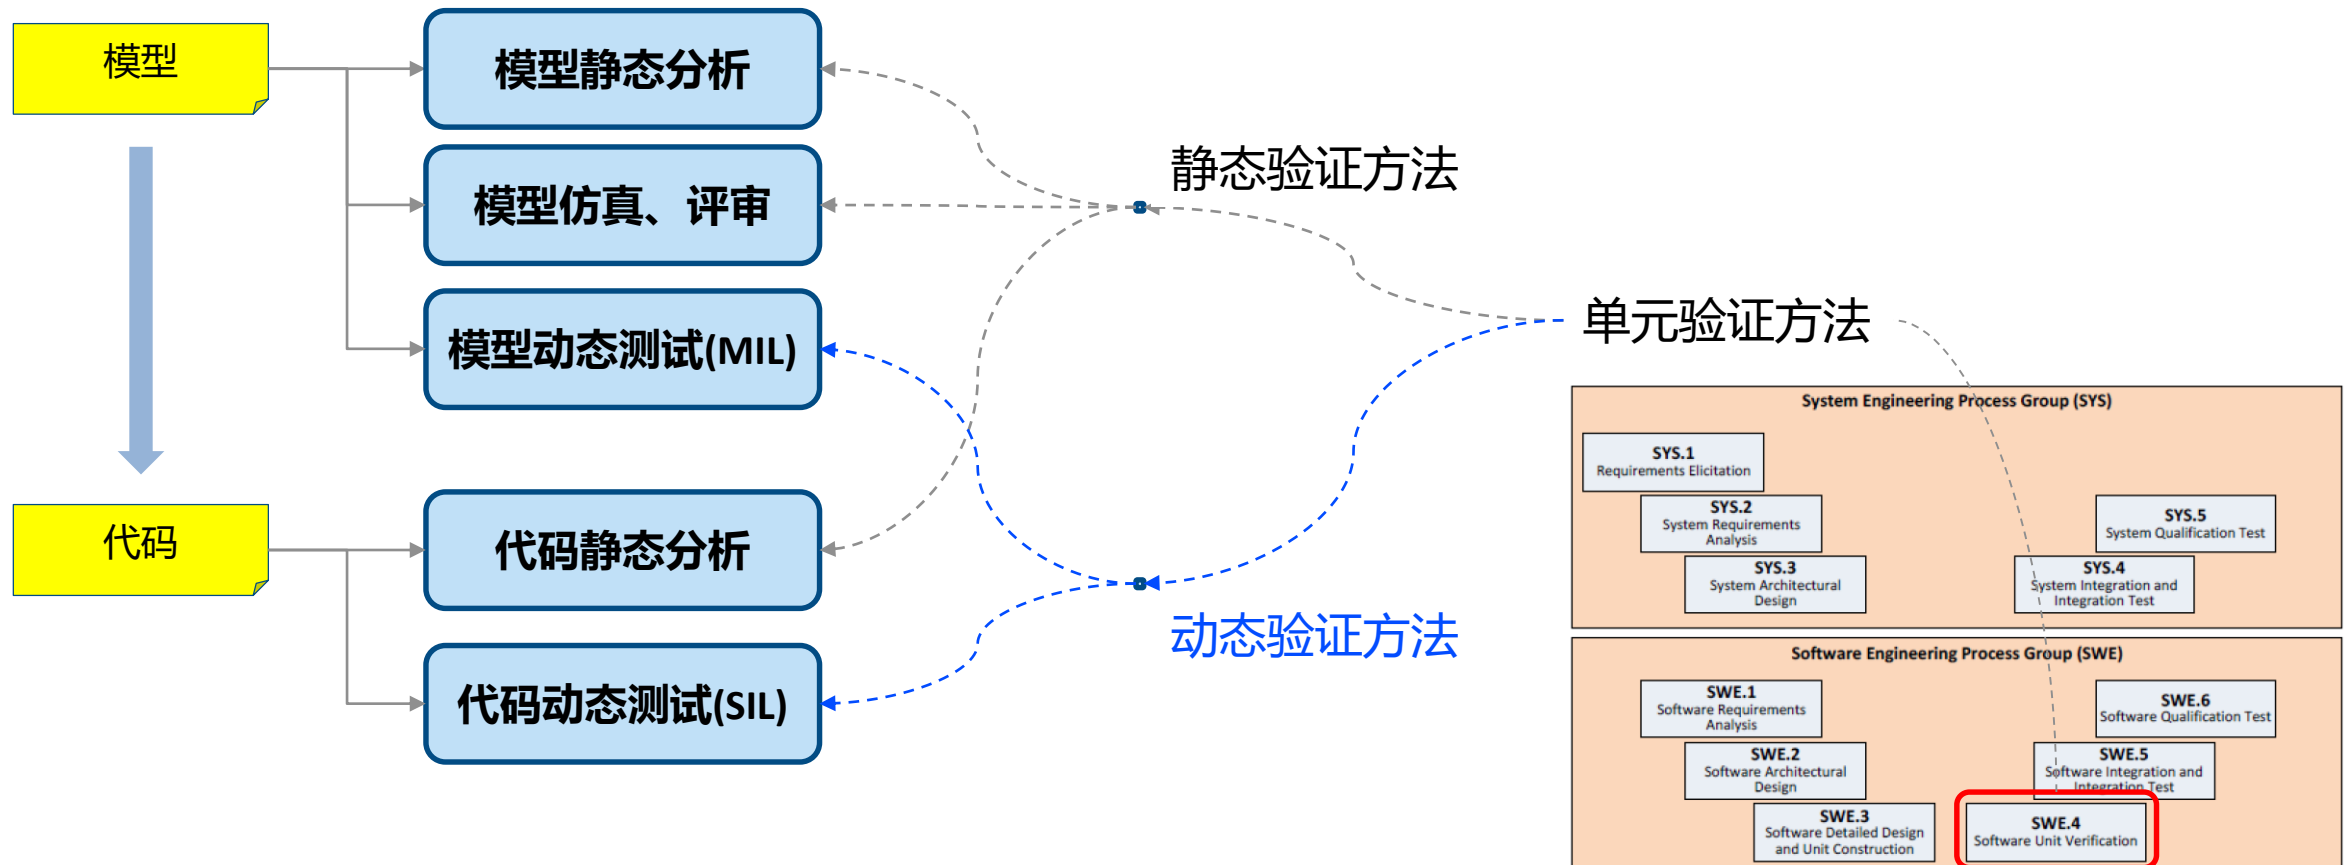 模型
模型静态分析
模型仿真、评审
模型动态测试(MIL)
代码
代码静态分析
代码动态测试(SIL)
静态验证方法
动态验证方法
单元验证方法
System Engineering Process Group (SYS)
SYS.1
Requirements Elicitation
SYS.2
System Requirements
Analysis
SYS.3
System Architectural
Design
SYS.5
System Qualification Test
SYS.4
System Integration and
Integration Test
Software Engineering Process Group (SWE)
SWE.1
Software Requirements
Analysis
SWE.2
Software Architectural
Design
SWE.3
Software Detailed Design
and Unit Construction
SWE.6
Software Qualification Test
SWE.5
Software Integration and
Integration Test
SWE.4
Software Unit Verification